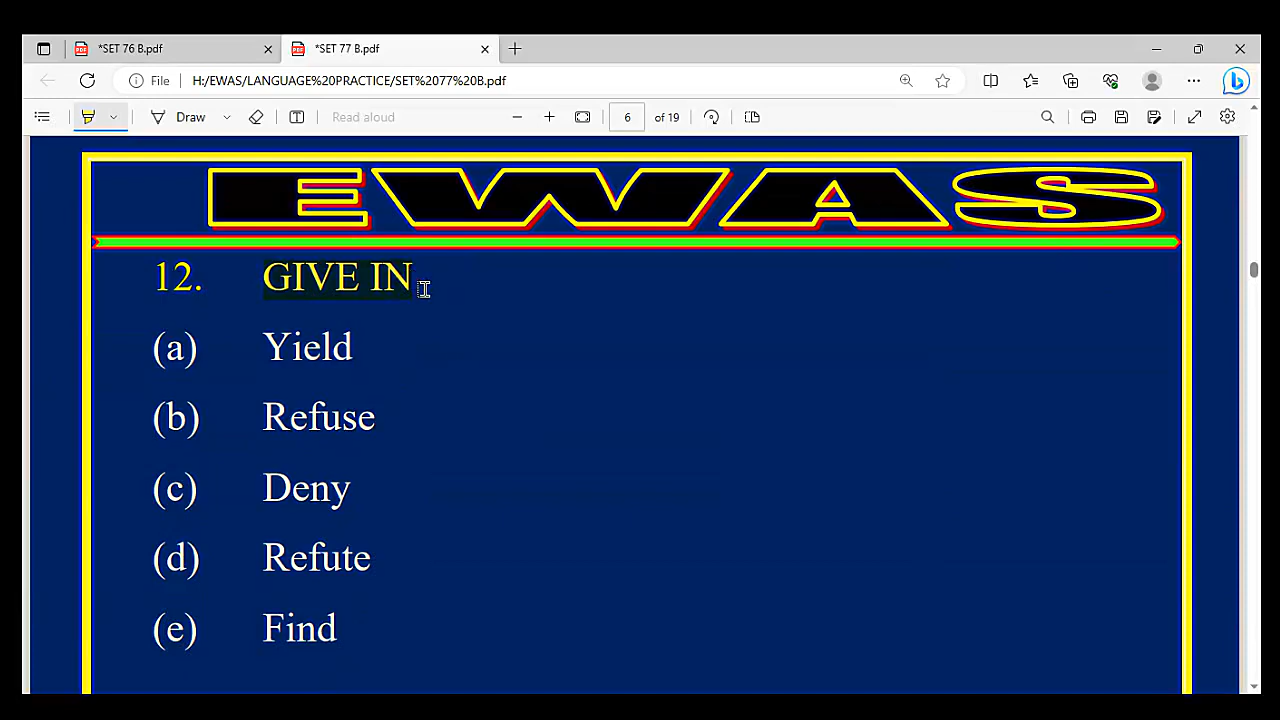 *SET 76 B.pdf
*SET 77 B.pdf
File
H:/EWAS/LANGUAGE%20PRACTICE/SET%2077%20B.pdf
Draw
Read aloud
6
of 19
EWAS
12. GIVE IN
(a) Yield
(b) Refuse
(c) Deny
(d) Refute
(e) Find